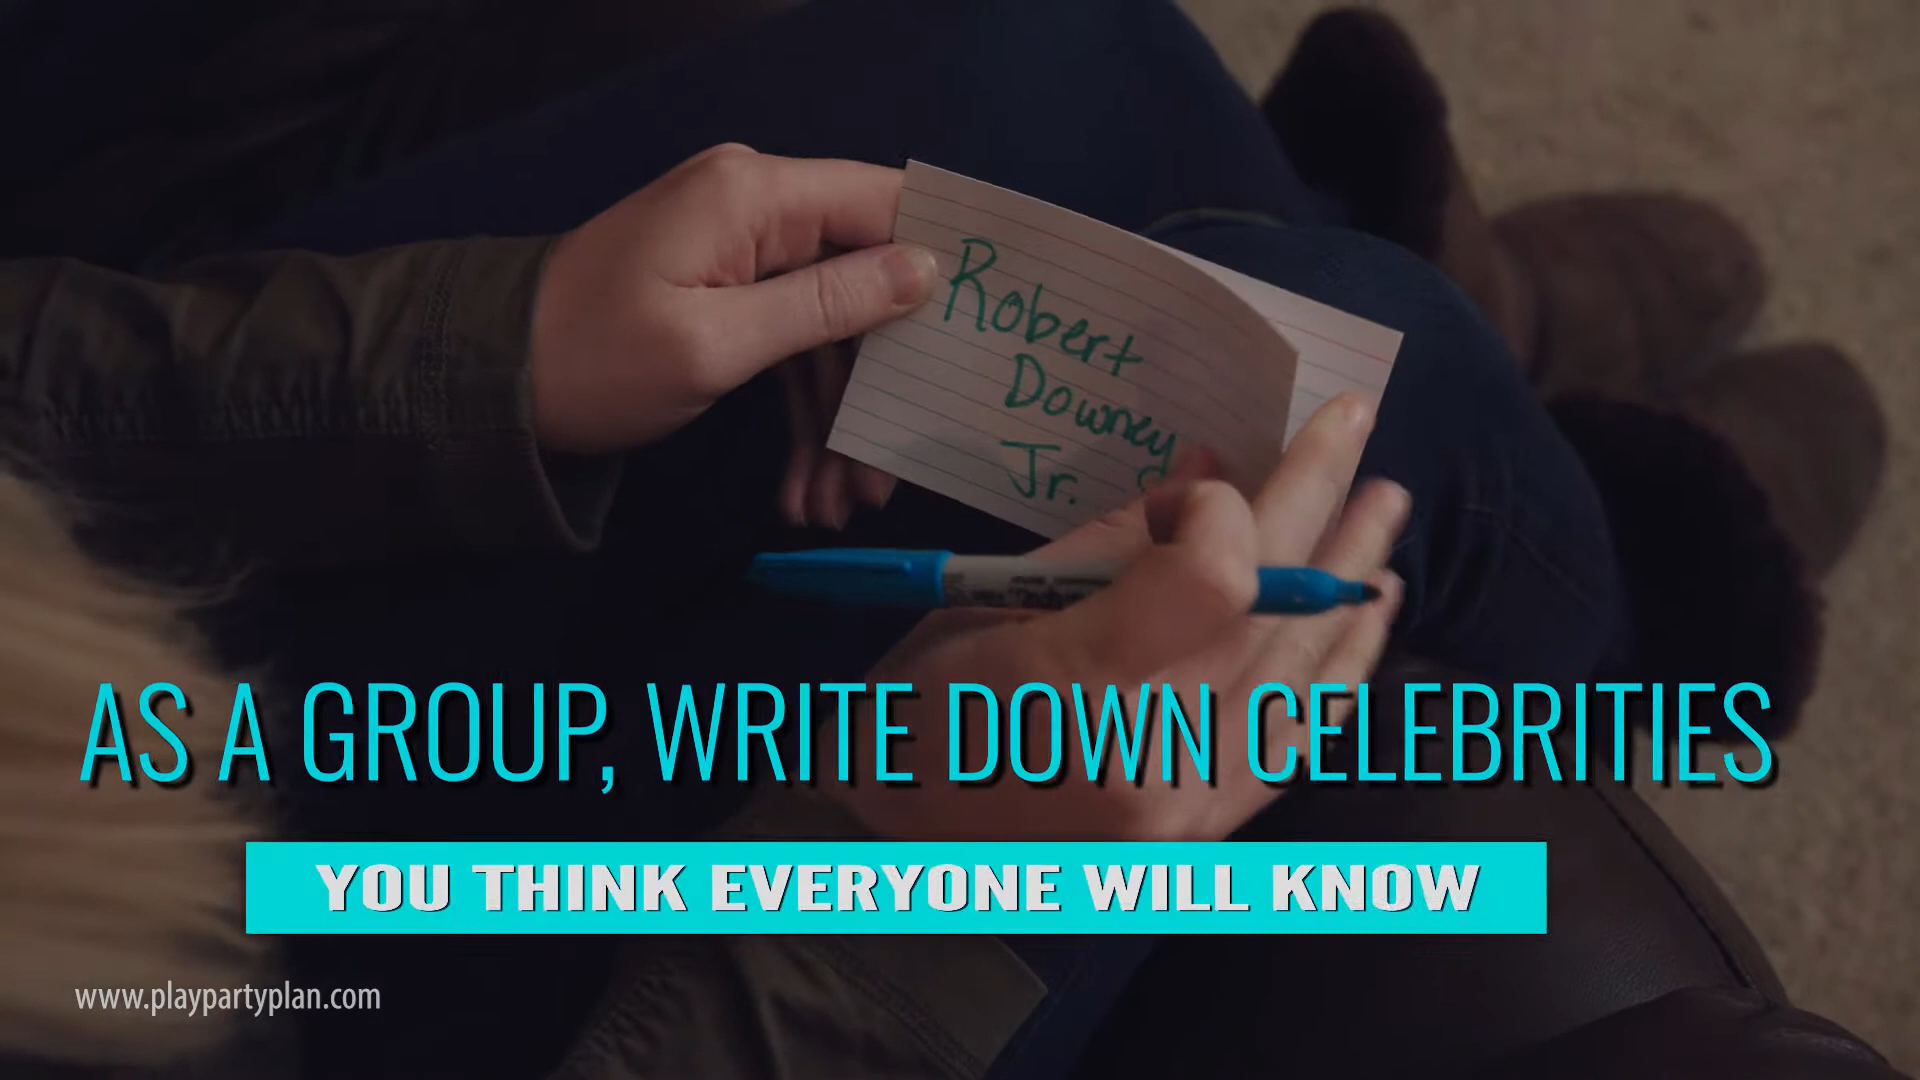 Robert
Downey
Jr.
AS A GROUP, WRITE DOWN CELEBRITIES
YOU THINK EVERYONE WILL KNOW
www.playpartyplan.com